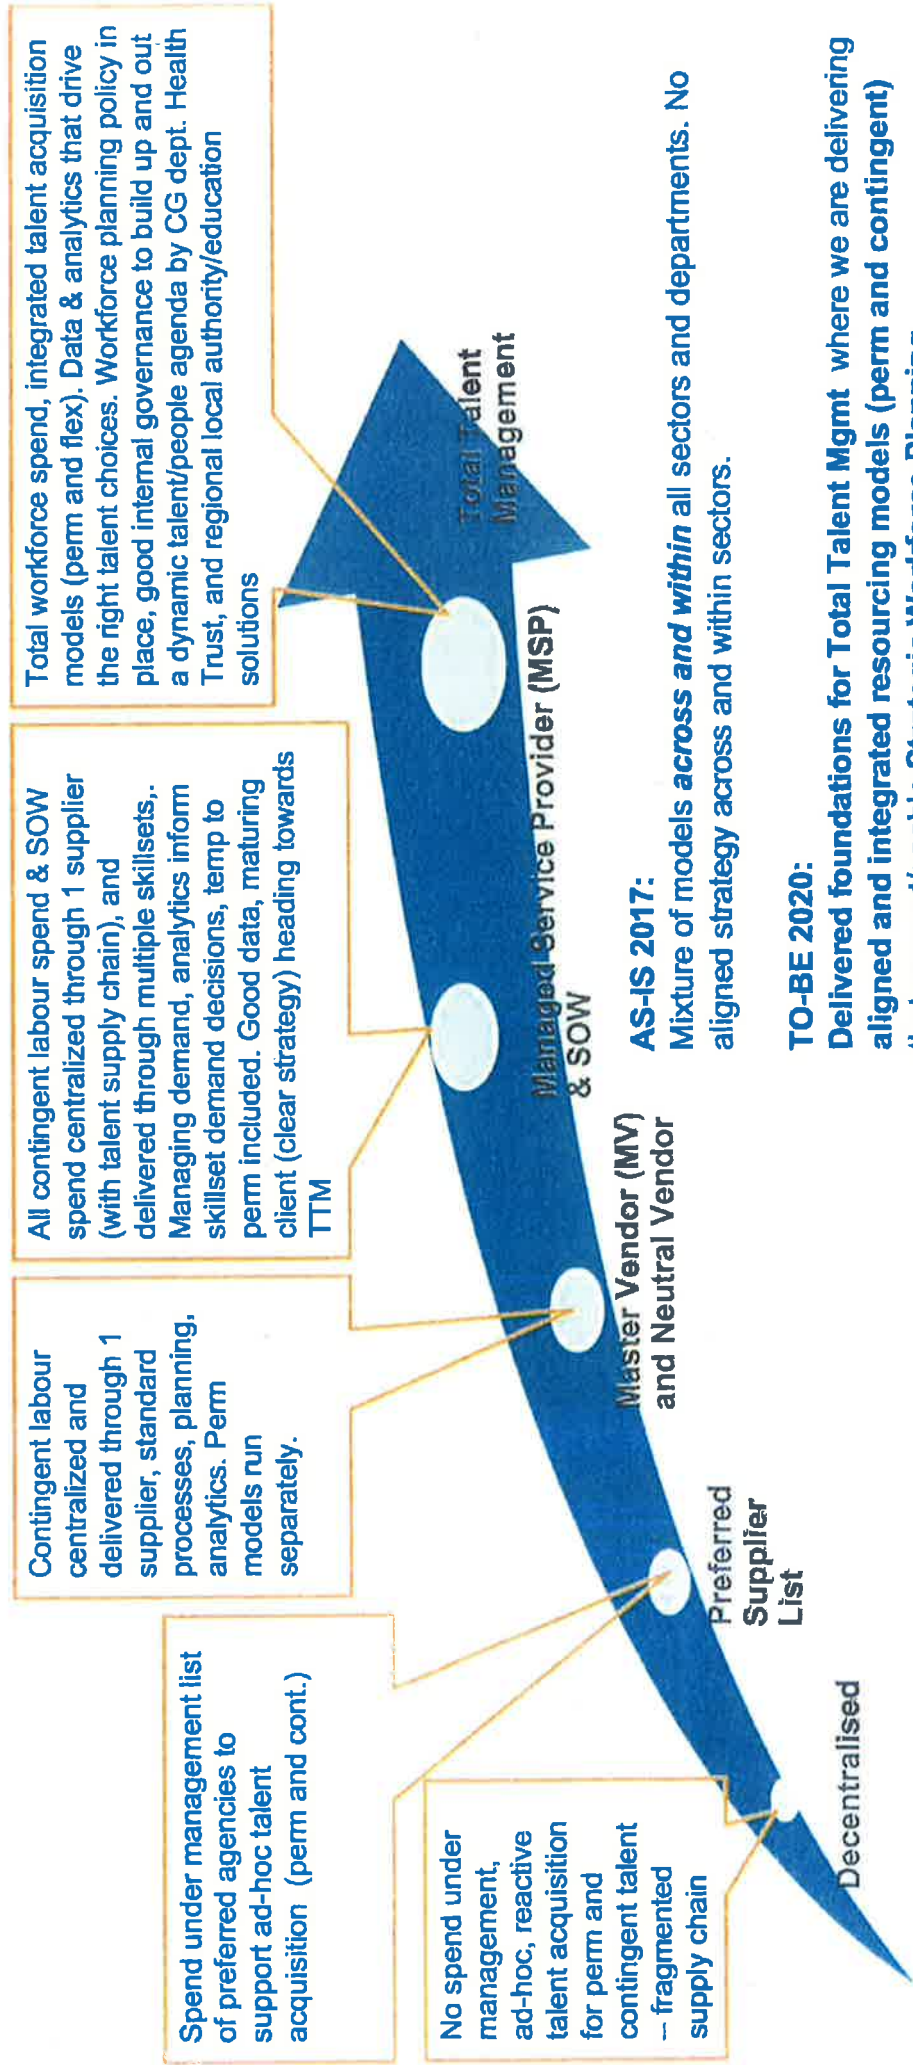 No spend under
management,
ad-hoc, reactive
talent acquisition
for perm and
contingent talent
– fragmented
supply chain
Spend under management list
of preferred agencies to
support ad-hoc talent
acquisition (perm and cont.)
Contingent labour
centralized and
delivered through 1
supplier, standard
processes, planning,
analytics. Perm
models run
separately.
All contingent labour spend & SOW
spend centralized through 1 supplier
(with talent supply chain), and
delivered through multiple skillsets,.
Managing demand, analytics inform
skillset demand decisions, temp to
perm included. Good data, maturing
client (clear strategy) heading towards
TTM
Total workforce spend, integrated talent acquisition
models (perm and flex). Data & analytics that drive
the right talent choices. Workforce planning policy in
place, good internal governance to build up and out
a dynamic talent/people agenda by CG dept. Health
Trust, and regional local authority/education
solutions
Decentralised
Preferred
Supplier
List
Master Vendor (MV)
and Neutral Vendor
Managed Service Provider (MSP)
& SOW
Total Talent
Management
AS-IS 2017:
Mixture of models across and within all sectors and departments. No
aligned strategy across and within sectors.
TO-BE 2020:
Delivered foundations for Total Talent Mgmt where we are delivering
aligned and integrated resourcing models (perm and contingent)
Strategic Workforce Planning